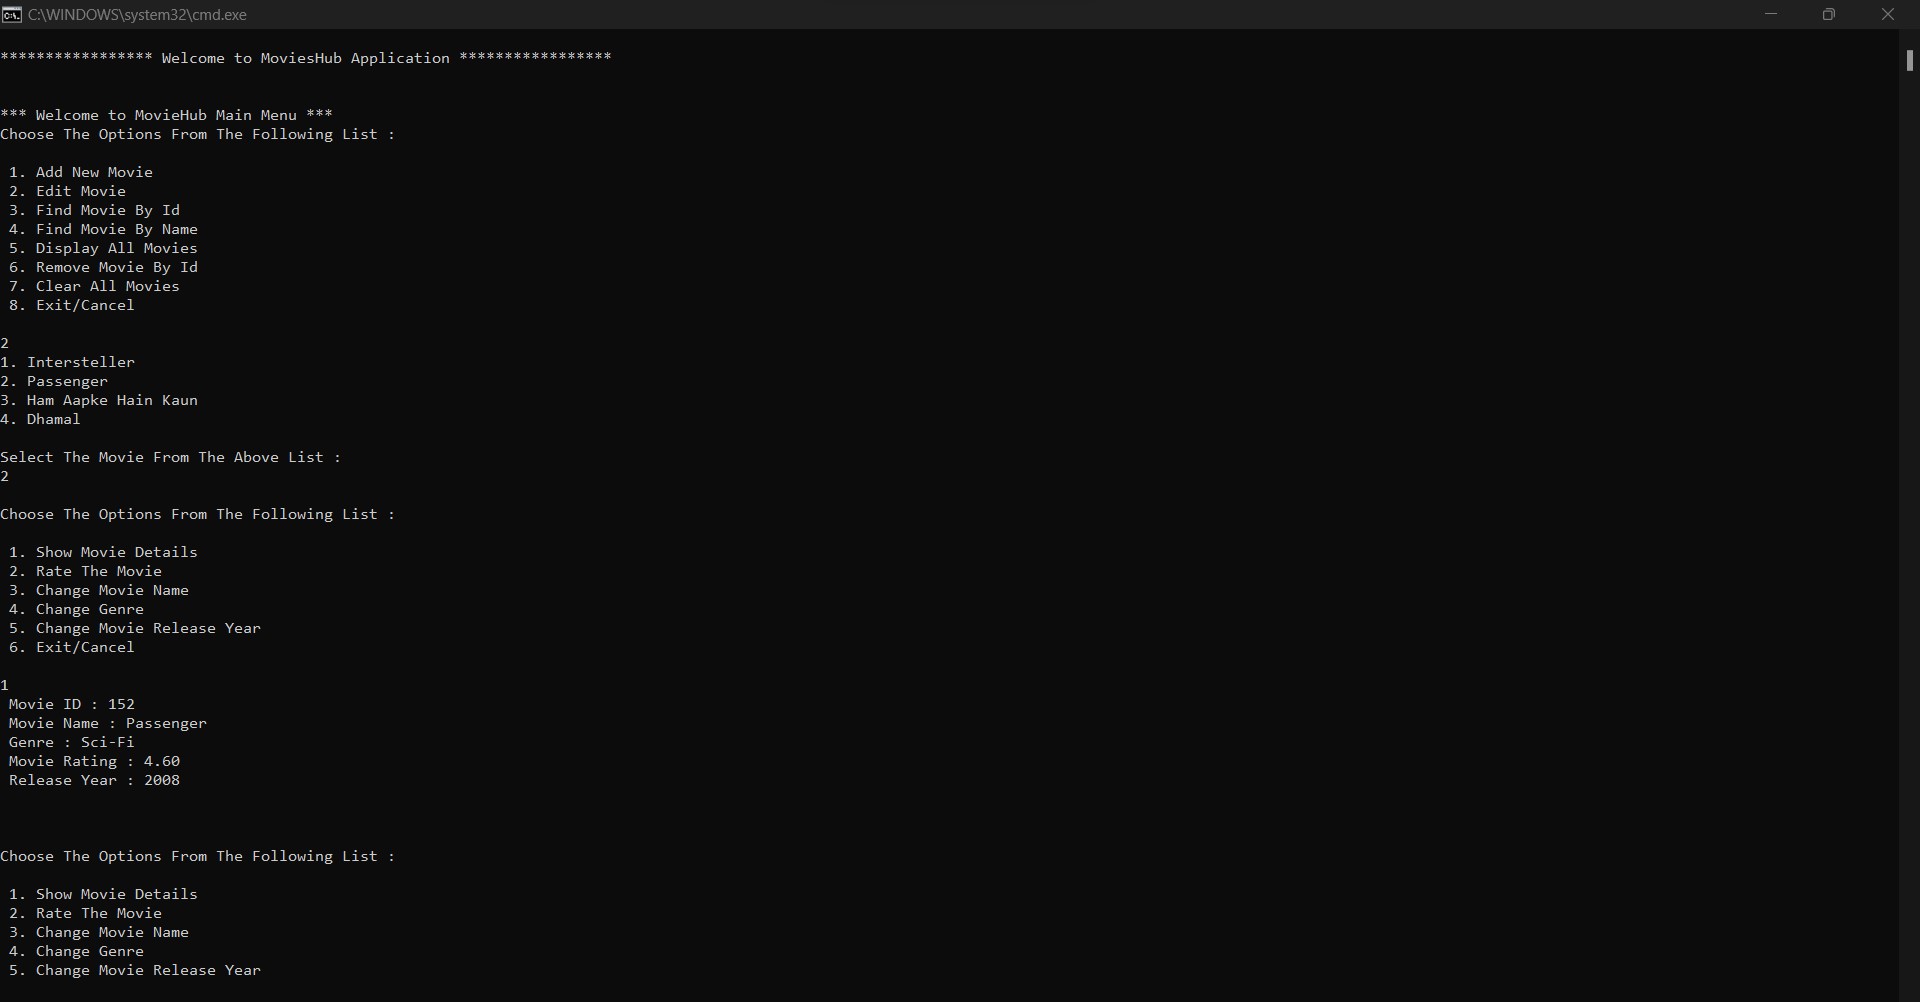 C:\WINDOWS\system32\cmd.exe
***************** Welcome to MoviesHub Application *****************
*** Welcome to MovieHub Main Menu ***
Choose The Options From The Following List :
1. Add New Movie
2. Edit Movie
3. Find Movie By Id
4. Find Movie By Name
5. Display All Movies
6. Remove Movie By Id
7. Clear All Movies
8. Exit/Cancel
2
1. Intersteller
2. Passenger
3. Ham Aapke Hain Kaun
4. Dhamal
Select The Movie From The Above List :
2
Choose The Options From The Following List :
1. Show Movie Details
2. Rate The Movie
3. Change Movie Name
4. Change Genre
5. Change Movie Release Year
6. Exit/Cancel
1
Movie ID : 152
Movie Name : Passenger
Genre : Sci-Fi
Movie Rating : 4.60
Release Year : 2008
Choose The Options From The Following List :
1. Show Movie Details
2. Rate The Movie
3. Change Movie Name
4. Change Genre
5. Change Movie Release Year